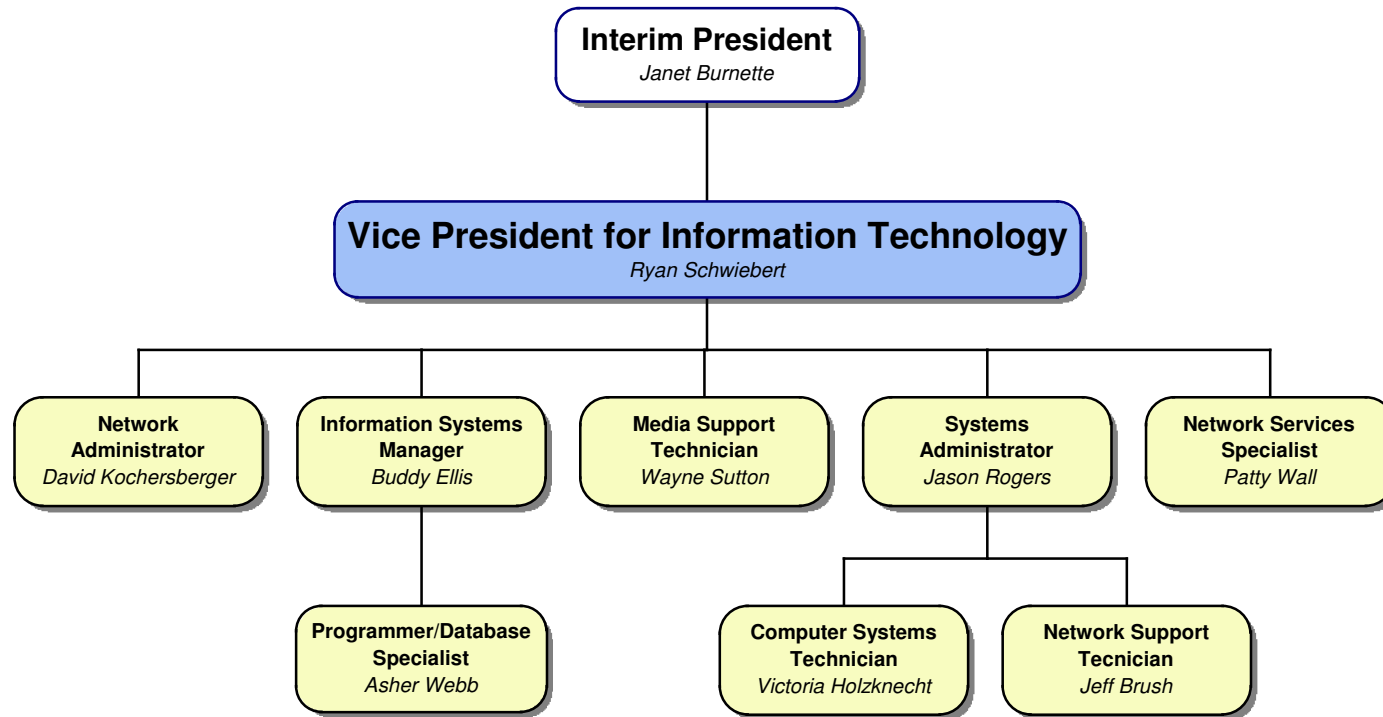 Interim President
Janet Burnette
Vice President for Information Technology
Ryan Schwiebert
Network
Administrator
David Kochersberger
Information Systems
Manager
Buddy Ellis
Media Support
Technician
Wayne Sutton
Systems
Administrator
Jason Rogers
Network Services
Specialist
Patty Wall
Programmer/Database
Specialist
Asher Webb
Computer Systems
Technician
Victoria Holzknecht
Network Support
Tecnician
Jeff Brush